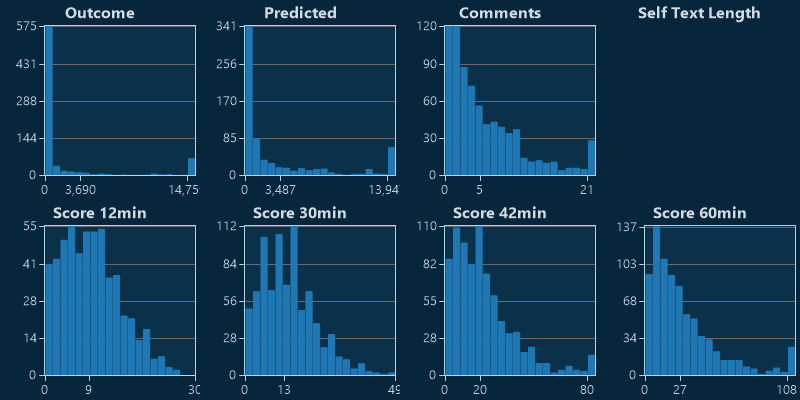 Outcome
575
431
288
144
0
0 3,690 14,75
Predicted
341
256
170
85
0
0 3,487 13,94
Comments
120
90
60
30
0
0 5 21
Self Text Length
Score 12min
55
41
28
14
0
0 9 30
Score 30min
112
84
56
28
0
0 13 49
Score 42min
110
82
55
28
0
0 20 80
Score 60min
137
103
68
34
0
0 27 108